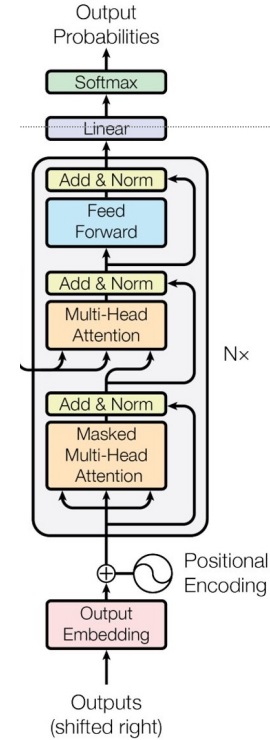 Output
Probabilities
Softmax
Linear
Add & Norm
Feed
Forward
Add & Norm
Multi-Head
Attention
N×
Add & Norm
Masked
Multi-Head
Attention
Positional
Encoding
Output
Embedding
Outputs
(shifted right)